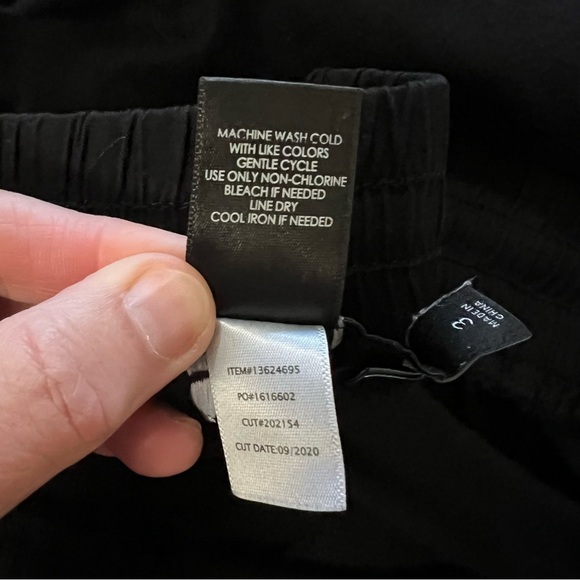 MACHINE WASH COLD
WITH LIKE COLORS
GENTLE CYCLE
USE ONLY NON-CHLORINE
BLEACH IF NEEDED
LINE DRY
COOL IRON IF NEEDED
ITEM#13624695
PO#1616602
CUT#202154
CUT DATE:09/2020
3
MADE IN
CHINA